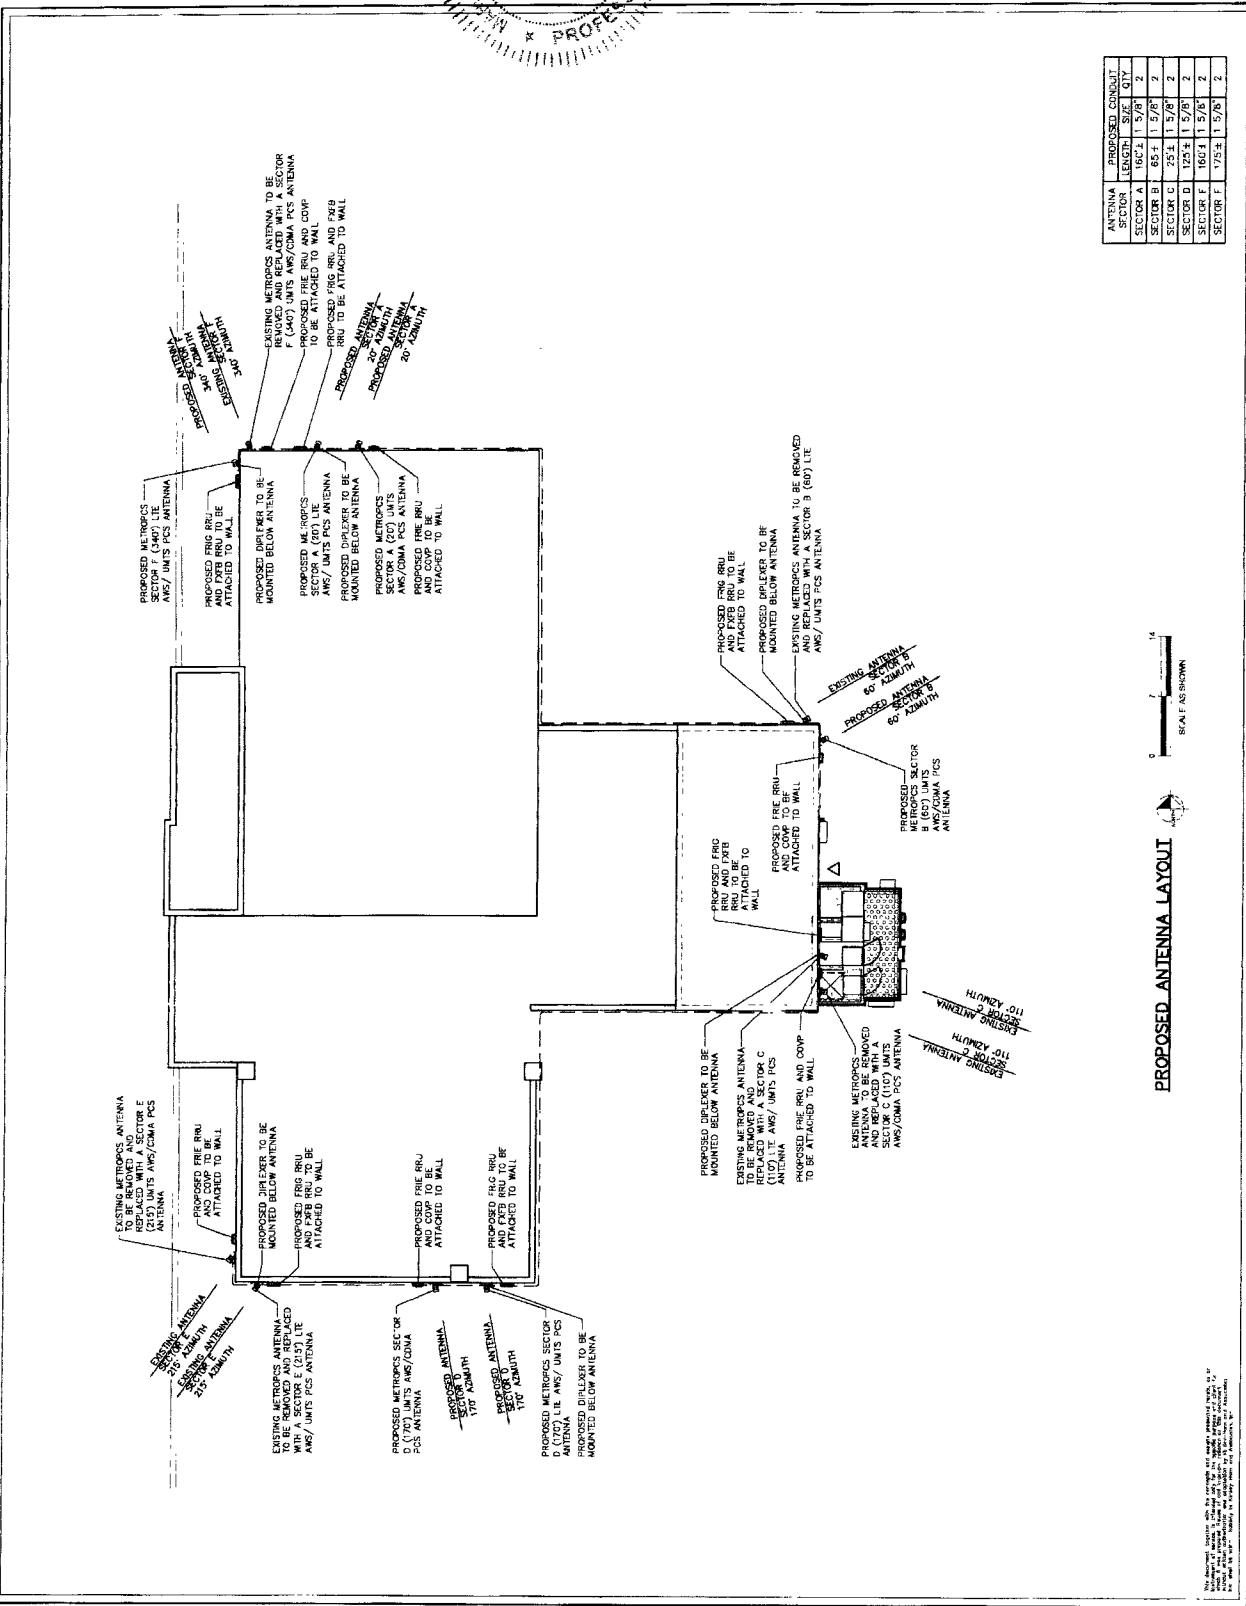 PROFES
ANTENNA SECTOR PROPOSED CONDUIT
LENGTH SIZE QTY
SECTOR A 160'± 1 5/8" 2
SECTOR B 65'± 1 5/8" 2
SECTOR C 25'± 1 5/8" 2
SECTOR D 125'± 1 5/8" 2
160'± 1 5/8" 2
SECTOR F 175'± 1 5/8" 2
EXISTING METROPCS ANTENNA TO BE
REMOVED AND REPLACED WITH A SECTOR
F (340°) UMTS AWS/CDMA PCS ANTENNA
PROPOSED FRIE RRU AND COVP
TO BE ATTACHED TO WALL
PROPOSED FRIG RRU AND FXFB
RRU TO BE ATTACHED TO WALL
PROPOSED ANTENNA
SECTOR F
340° AZIMUTH
EXISTING ANTENNA
SECTOR F
340° AZIMUTH
PROPOSED ANTENNA
SECTOR A
20° AZIMUTH
PROPOSED ANTENNA
SECTOR A
20° AZIMUTH
PROPOSED METROPCS
SECTOR F (340°) LTE
AWS/ UMTS PCS ANTENNA
PROPOSED FRIG RRU
AND FXFB RRU TO BE
ATTACHED TO WALL
PROPOSED DIPLEXER TO BE
MOUNTED BELOW ANTENNA
PROPOSED METROPCS
SECTOR A (20°) LTE
AWS/ UMTS PCS ANTENNA
PROPOSED DIPLEXER TO BE
MOUNTED BELOW ANTENNA
PROPOSED METROPCS
SECTOR A (20°) UMTS
AWS/CDMA PCS ANTENNA
PROPOSED FRIE RRU
AND COVP TO BE
ATTACHED TO WALL
PROPOSED FRIG RRU
AND FXFB RRU TO BE
ATTACHED TO WALL
PROPOSED DIPLEXER TO BE
MOUNTED BELOW ANTENNA
EXISTING METROPCS ANTENNA TO BE REMOVED
AND REPLACED WITH A SECTOR B (60°) LTE
AWS/ UMTS PCS ANTENNA
EXISTING ANTENNA
SECTOR B
60° AZIMUTH
PROPOSED ANTENNA
SECTOR B
60° AZIMUTH
PROPOSED
METROPCS SECTOR
B (60°) UMTS
AWS/CDMA PCS
ANTENNA
PROPOSED FRIE RRU
AND COVP TO BE
ATTACHED TO WALL
PROPOSED FRIG
RRU AND FXFB
RRU TO BE
ATTACHED TO
WALL
EXISTING ANTENNA
SECTOR C
110° AZIMUTH
EXISTING ANTENNA
SECTOR C
110° AZIMUTH
PROPOSED DIPLEXER TO BE
MOUNTED BELOW ANTENNA
EXISTING METROPCS ANTENNA
TO BE REMOVED AND
REPLACED WITH A SECTOR C
(110°) LTE AWS/ UMTS PCS
ANTENNA
PROPOSED FRIE RRU AND COVP
TO BE ATTACHED TO WALL
EXISTING METROPCS
ANTENNA TO BE REMOVED
AND REPLACED WITH A
SECTOR C (110°) UMTS
AWS/CDMA PCS ANTENNA
EXISTING METROPCS ANTENNA
TO BE REMOVED AND
REPLACED WITH A SECTOR E
(215°) UMTS AWS/CDMA PCS
ANTENNA
PROPOSED FRIE RRU
AND COVP TO BE
ATTACHED TO WALL
PROPOSED DIPLEXER TO BE
MOUNTED BELOW ANTENNA
PROPOSED FRIG RRU
AND FXFB RRU TO BE
ATTACHED TO WALL
PROPOSED FRIE RRU
AND COVP TO BE
ATTACHED TO WALL
PROPOSED FRIG RRU
AND FXFB RRU TO BE
ATTACHED TO WALL
EXISTING ANTENNA
SECTOR E
215° AZIMUTH
EXISTING ANTENNA
SECTOR E
215° AZIMUTH
EXISTING METROPCS ANTENNA
TO BE REMOVED AND REPLACED
WITH A SECTOR E (215°) LTE
AWS/ UMTS PCS ANTENNA
PROPOSED METROPCS SECTOR
D (170°) UMTS AWS/CDMA
PCS ANTENNA
PROPOSED ANTENNA
SECTOR D
170° AZIMUTH
PROPOSED ANTENNA
SECTOR D
170° AZIMUTH
PROPOSED METROPCS SECTOR
D (170°) LTE AWS/ UMTS PCS
ANTENNA
PROPOSED DIPLEXER TO BE
MOUNTED BELOW ANTENNA
PROPOSED ANTENNA LAYOUT
0 7 14
SCALE AS SHOWN